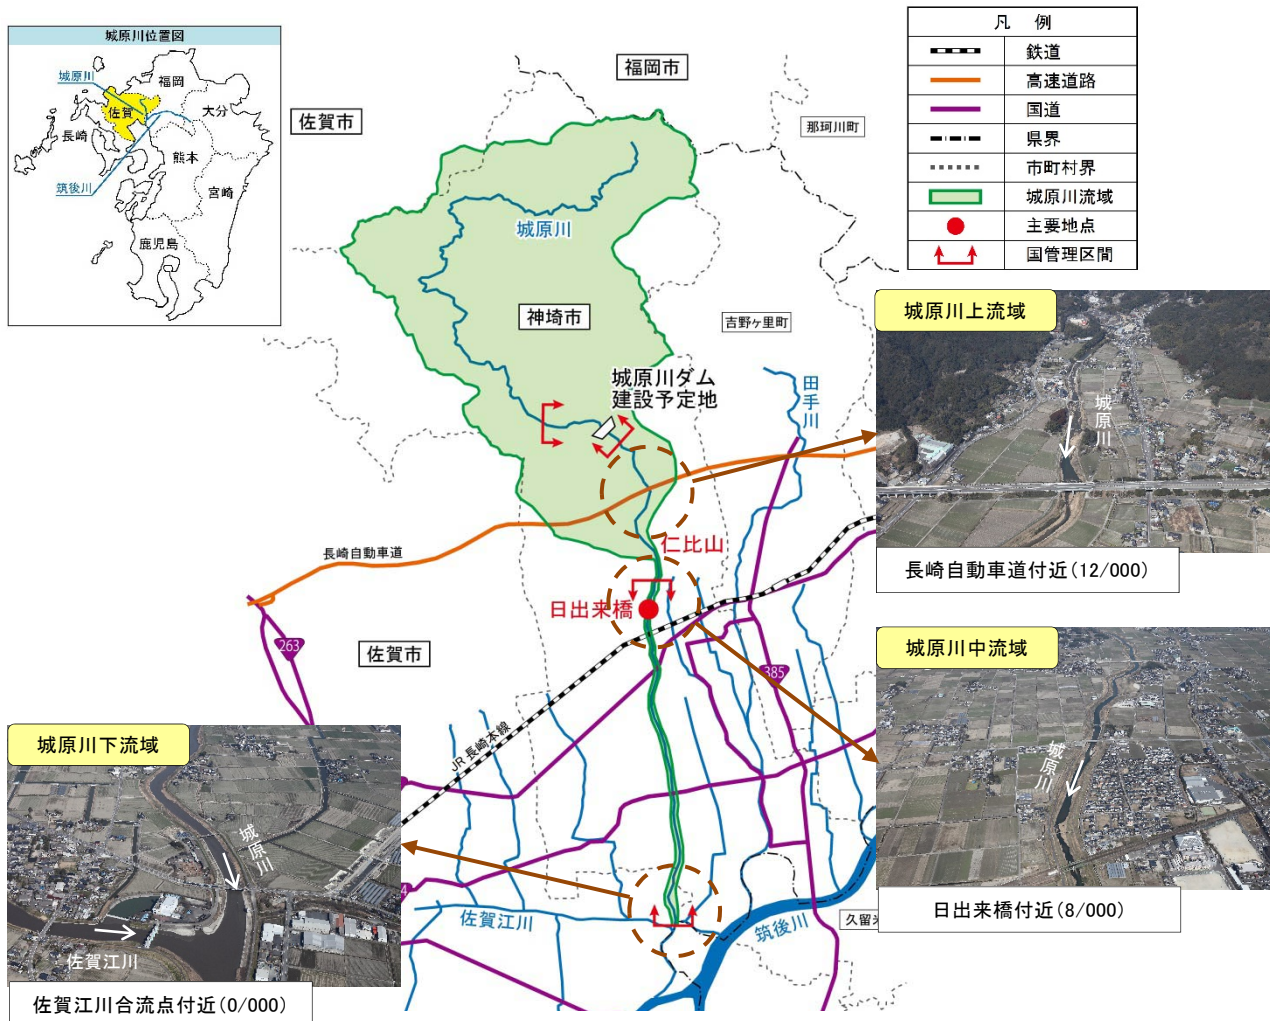 城原川位置図
城原川
福岡
佐賀
大分
長崎
熊本
筑後川
宮崎
鹿児島
福岡市
佐賀市
那珂川町
凡 例
鉄道
高速道路
国道
県界
市町村界
城原川流域
主要地点
国管理区間
城原川
神埼市
吉野ヶ里町
城原川ダム
建設予定地
田手川
長崎自動車道
仁比山
日出来橋
263
佐賀市
385
JR長崎本線
佐賀江川
筑後川
久留
城原川上流域
城原川
長崎自動車道付近(12/000)
城原川中流域
城原川
日出来橋付近(8/000)
城原川下流域
城原川
佐賀江川
佐賀江川合流点付近(0/000)